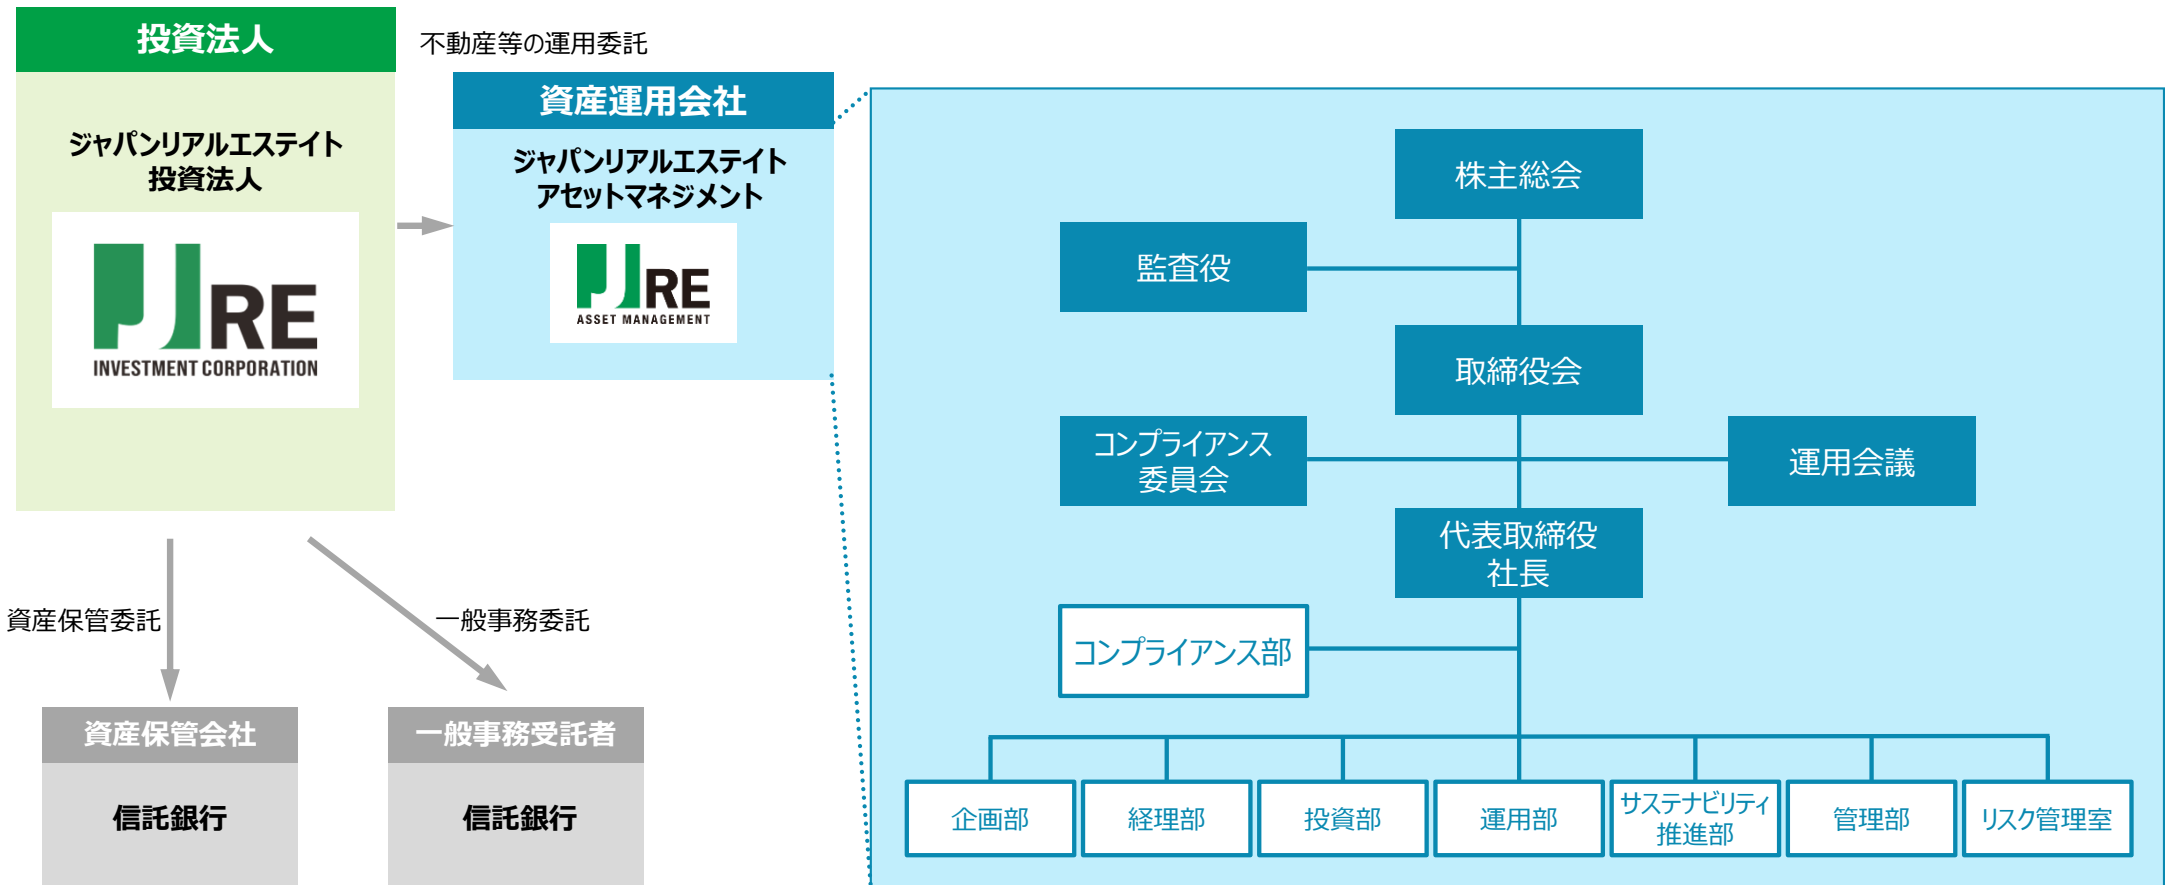 投資法人
ジャパンリアルエステイト
投資法人
JRE
INVESTMENT CORPORATION
不動産等の運用委託
資産運用会社
ジャパンリアルエステイト
アセットマネジメント
JRE
ASSET MANAGEMENT
資産保管委託
一般事務委託
資産保管会社
信託銀行
一般事務受託者
信託銀行
株主総会
監査役
取締役会
コンプライアンス
委員会
運用会議
代表取締役
社長
コンプライアンス部
企画部
経理部
投資部
運用部
サステナビリティ
推進部
管理部
リスク管理室